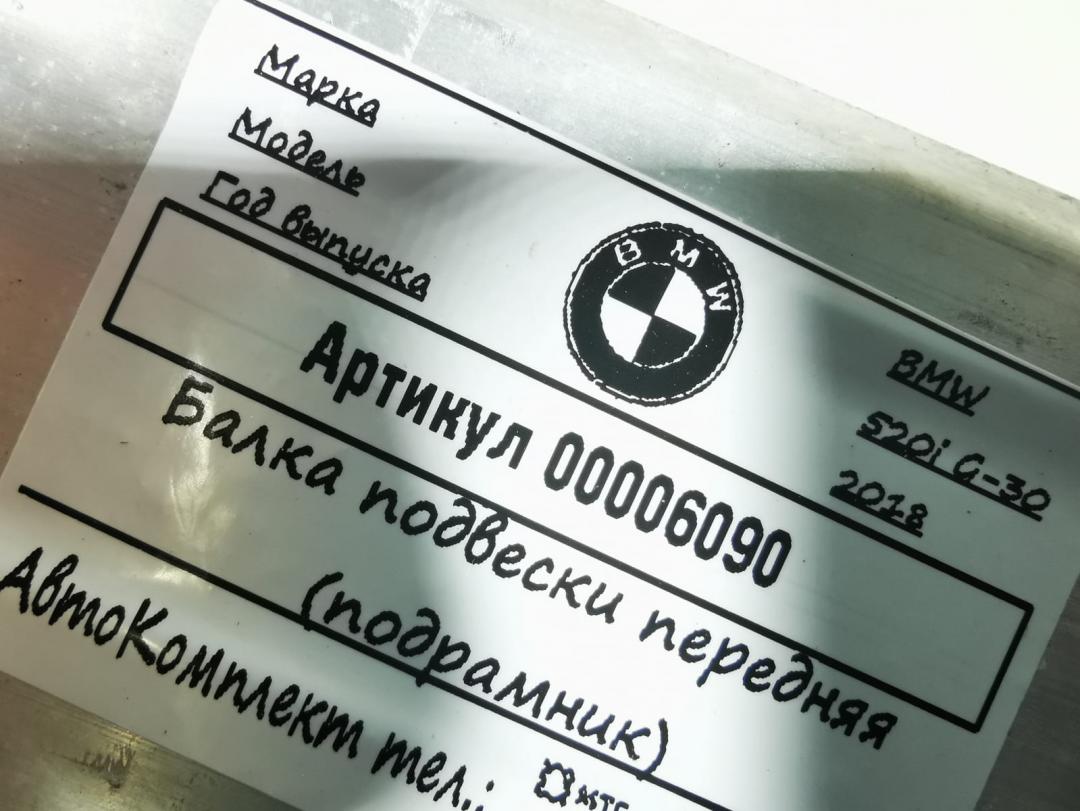 Марка BMW
Модель 520i G-30
Год выпуска 2018
BMW
Артикул 00006090
Балка подвески передняя
(подрамник)
АвтоКомплект тел.: